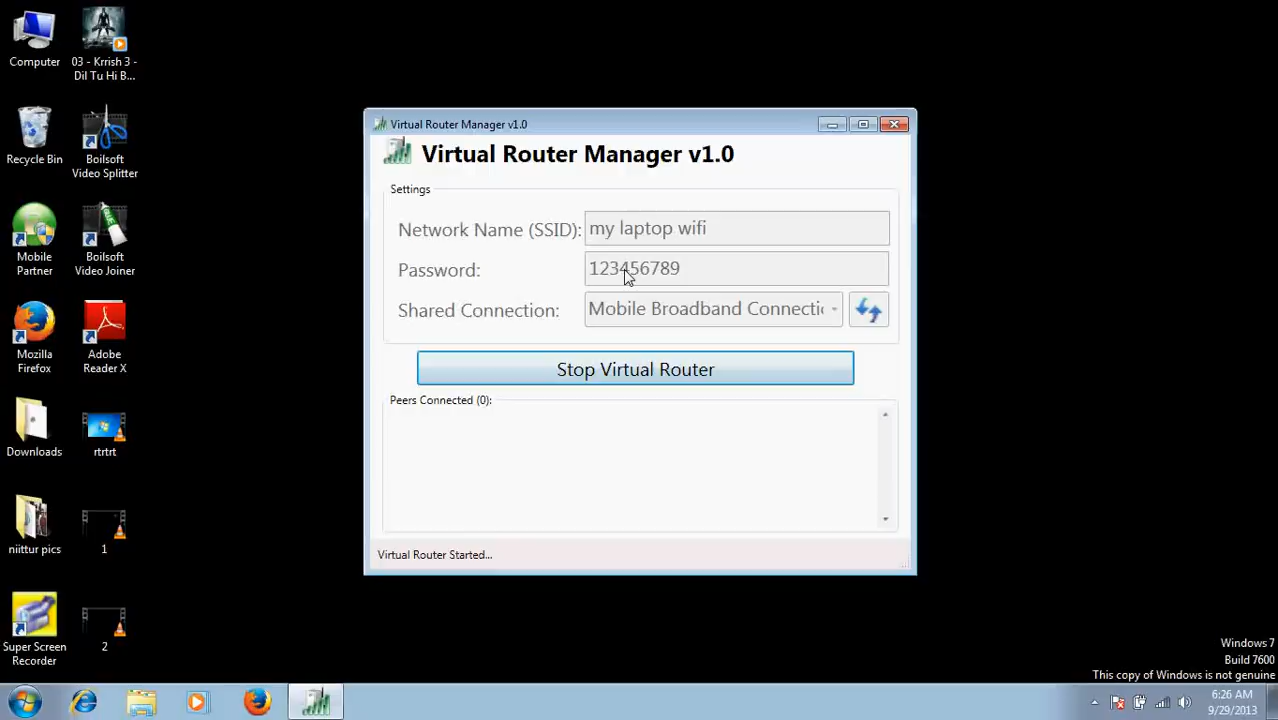 Computer
03 - Krrish 3 -
Dil Tu Hi B...
Recycle Bin
Boilsoft
Video Splitter
Mobile
Partner
Boilsoft
Video Joiner
Mozilla
Firefox
Adobe
Reader X
Downloads
rtrtrt
niittur pics
1
Super Screen
Recorder
2
Virtual Router Manager v1.0
Virtual Router Manager v1.0
Settings
Network Name (SSID):
my laptop wifi
Password:
123456789
Shared Connection:
Mobile Broadband Connecti
Stop Virtual Router
Peers Connected (0):
Virtual Router Started...
Windows 7
Build 7600
This copy of Windows is not genuine
6:26 AM
9/29/2013